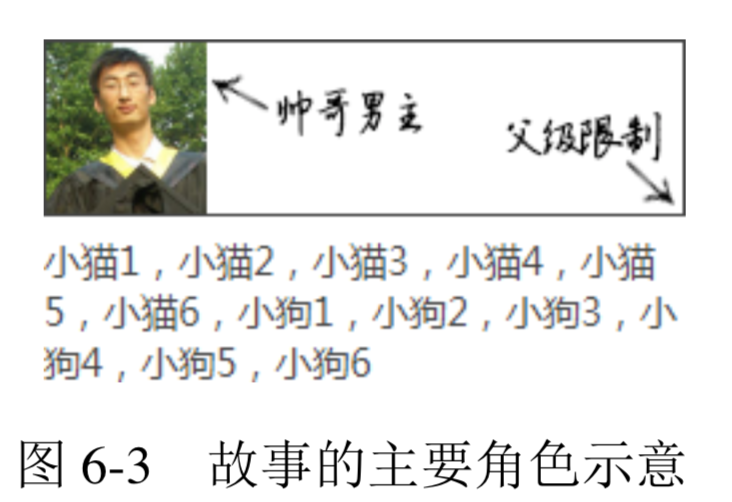 帅哥男主
父级限制
小猫1，小猫2，小猫3，小猫4，小猫
5，小猫6，小狗1，小狗2，小狗3，小
狗4，小狗5，小狗6
图 6-3 故事的主要角色示意